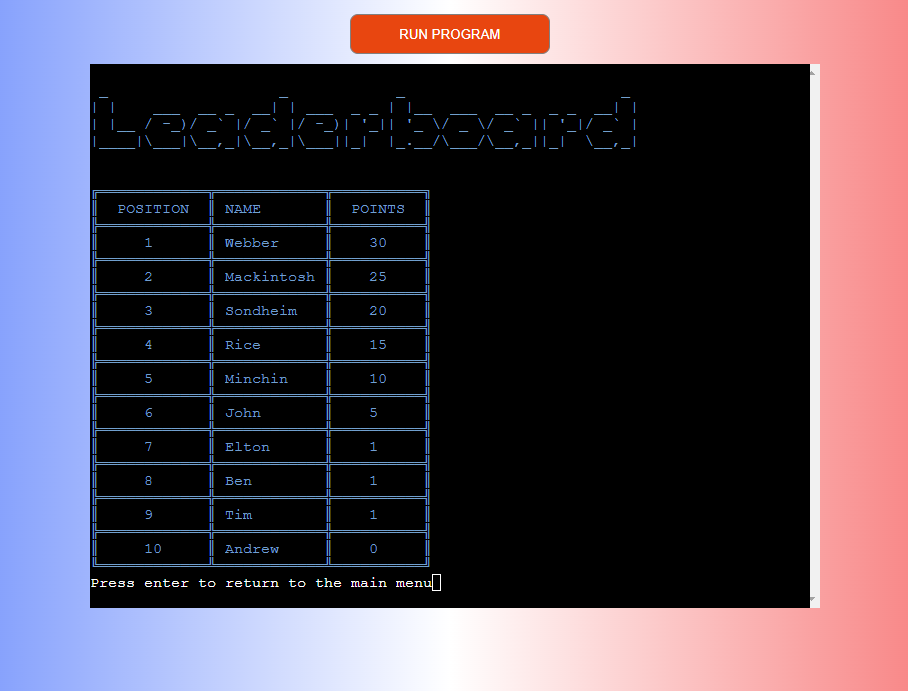 RUN PROGRAM
Leaderboard
POSITION NAME POINTS
1 Webber 30
2 Mackintosh 25
3 Sondheim 20
4 Rice 15
5 Minchin 10
6 John 5
7 Elton 1
8 Ben 1
9 Tim 1
10 Andrew 0
Press enter to return to the main menu